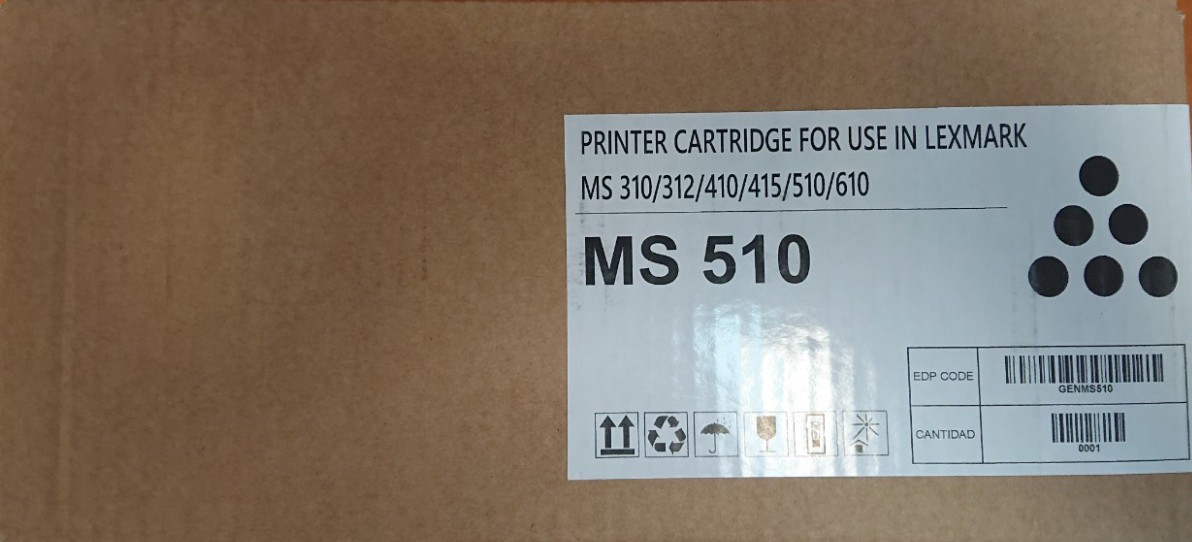 PRINTER CARTRIDGE FOR USE IN LEXMARK
MS 310/312/410/415/510/610
MS 510
EDP CODE
GENMS510
CANTIDAD
0001